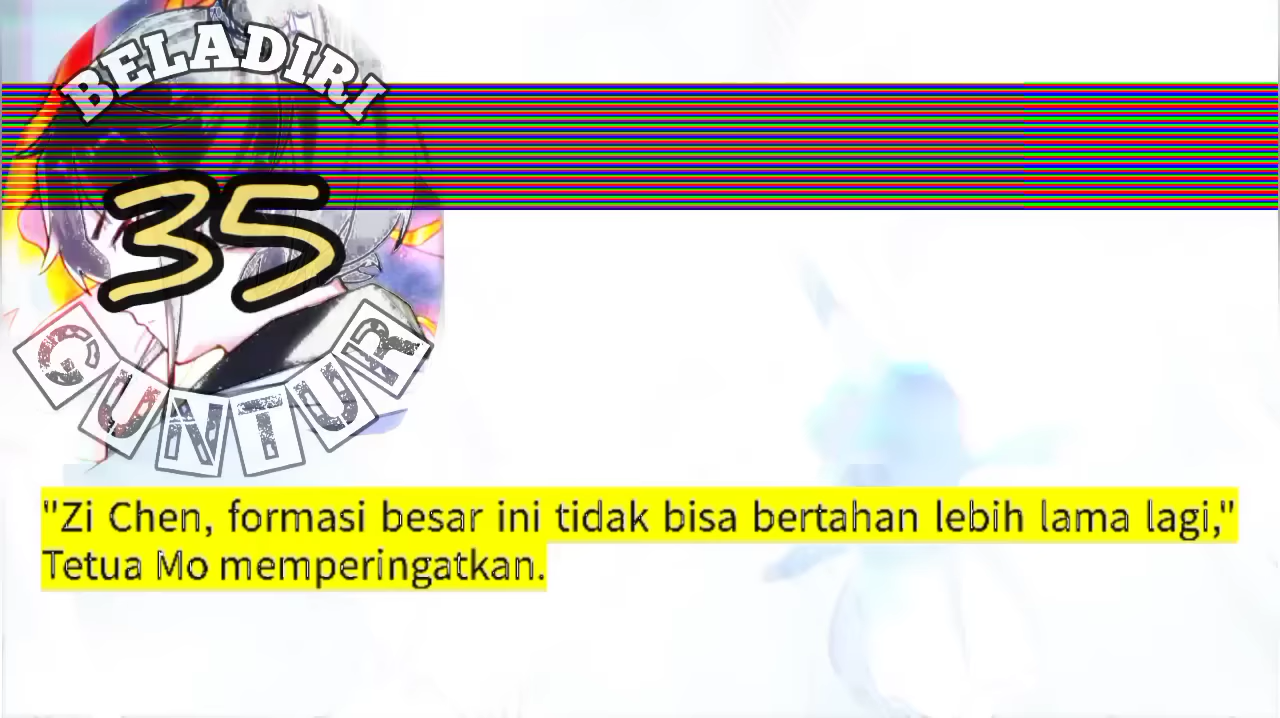 BELADIRI
35
GUNTUR
"Zi Chen, formasi besar ini tidak bisa bertahan lebih lama lagi,"
Tetua Mo memperingatkan.